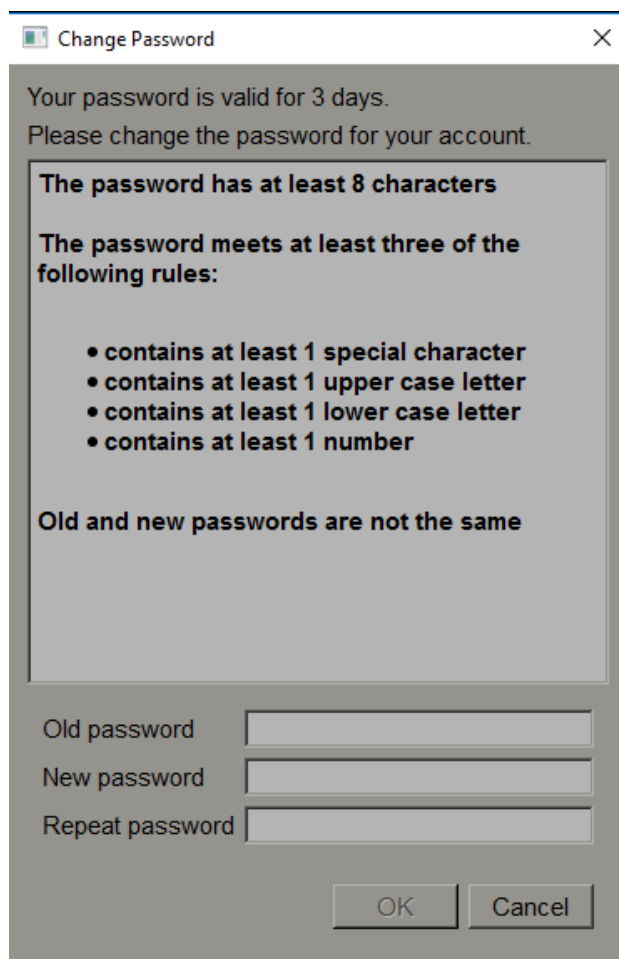 Change Password
Your password is valid for 3 days.
Please change the password for your account.
The password has at least 8 characters
The password meets at least three of the
following rules:
• contains at least 1 special character
• contains at least 1 upper case letter
• contains at least 1 lower case letter
• contains at least 1 number
Old and new passwords are not the same
Old password
New password
Repeat password
OK Cancel